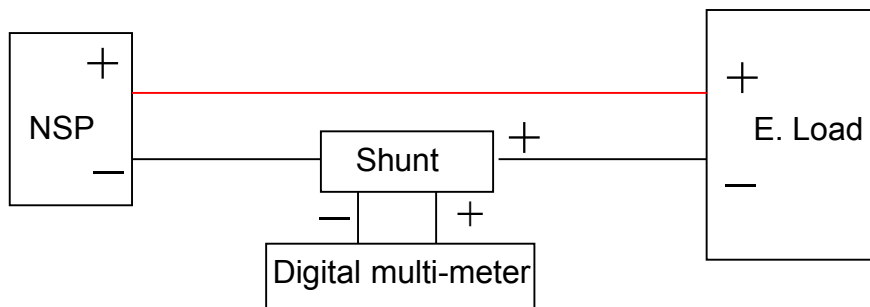 +
NSP
−
+
E. Load
−
Shunt
+
−
+
Digital multi-meter